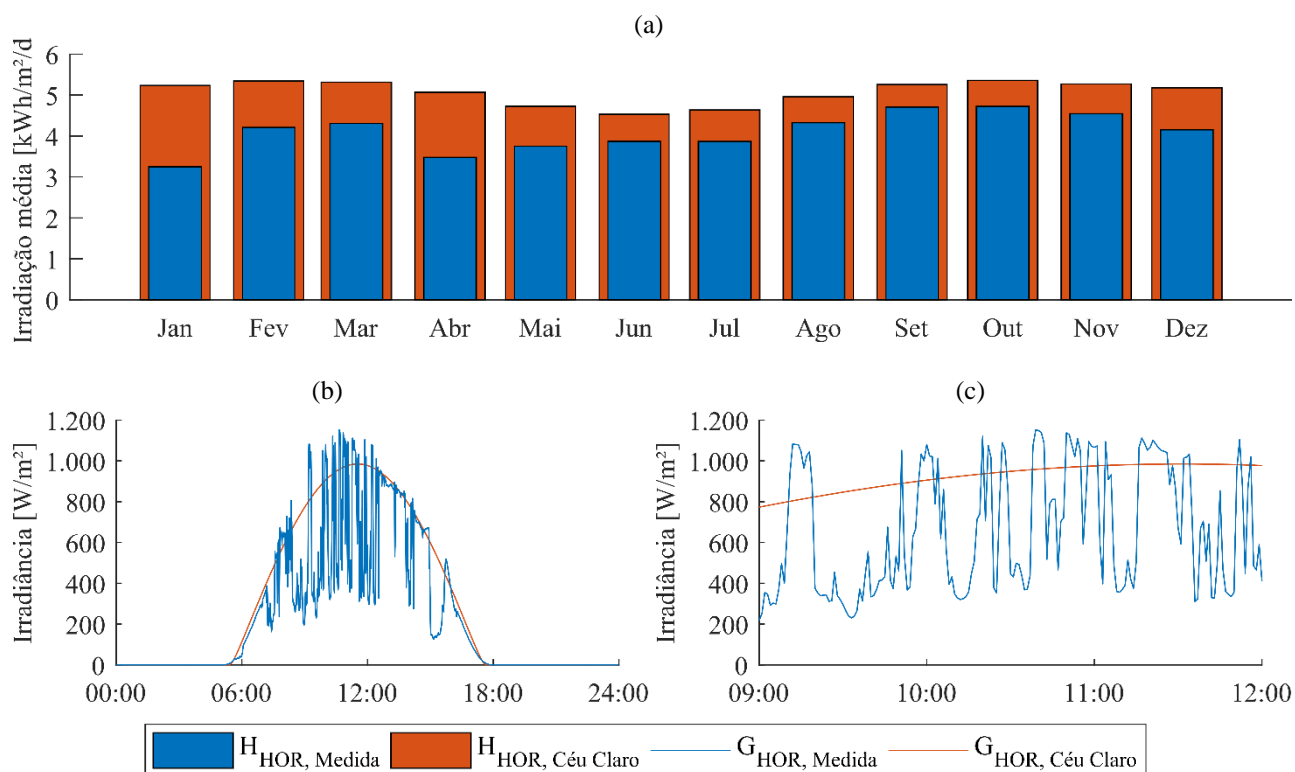 (a)
Irradiação média [kWh/m²/d]
6
5
4
3
2
1
0
Jan Fev Mar Abr Mai Jun Jul Ago Set Out Nov Dez
(b)
Irradiância [W/m²]
1.200
1.000
800
600
400
200
0
00:00 06:00 12:00 18:00 24:00
(c)
Irradiância [W/m²]
1.200
1.000
800
600
400
200
0
09:00 10:00 11:00 12:00
H HOR, Medida H HOR, Céu Claro G HOR, Medida G HOR, Céu Claro